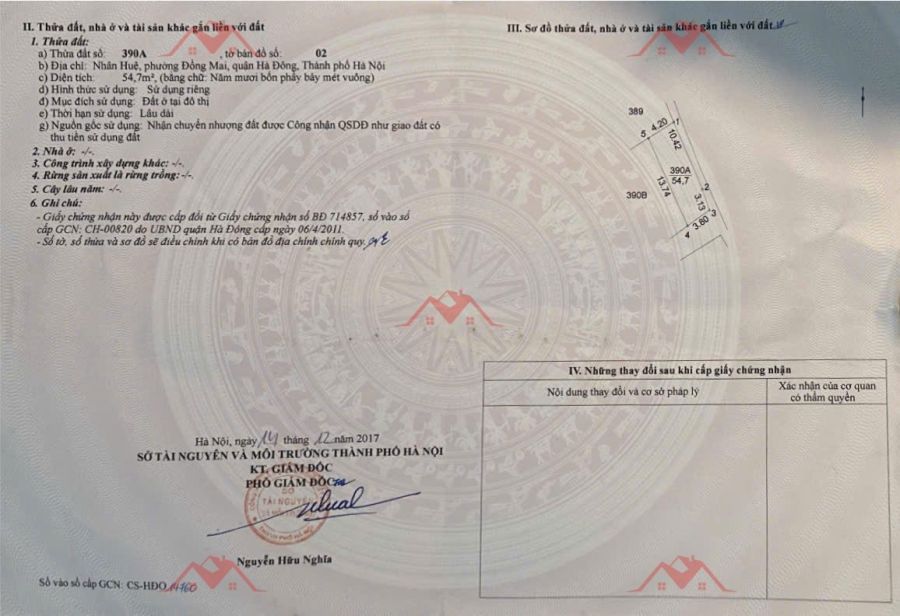 II. Thửa đất, nhà ở và tài sản khác gắn liền với đất
1. Thửa đất:
a) Thửa đất số: 390A , tờ bản đồ số: 02
b) Địa chỉ: Nhân Huệ, phường Đồng Mai, quận Hà Đông, Thành phố Hà Nội
c) Diện tích: 54,7m², (bằng chữ: Năm mươi bốn phẩy bảy mét vuông)
d) Hình thức sử dụng: Sử dụng riêng
đ) Mục đích sử dụng: Đất ở tại đô thị
e) Thời hạn sử dụng: Lâu dài
g) Nguồn gốc sử dụng: Nhận chuyển nhượng đất được Công nhận QSDĐ như giao đất có
thu tiền sử dụng đất
2. Nhà ở: -/-.
3. Công trình xây dựng khác: -/-.
4. Rừng sản xuất là rừng trồng: -/-.
5. Cây lâu năm: -/-.
6. Ghi chú:
- Giấy chứng nhận này được cấp đổi từ Giấy chứng nhận số BĐ 714857, số vào sổ
cấp GCN: CH-00820 do UBND quận Hà Đông cấp ngày 06/4/2011.
- Số tờ, số thửa và sơ đồ sẽ điều chỉnh khi có bản đồ địa chính chính quy.
Hà Nội, ngày 14 tháng 12 năm 2017
SỞ TÀI NGUYÊN VÀ MÔI TRƯỜNG THÀNH PHỐ HÀ NỘI
KT. GIÁM ĐỐC
PHÓ GIÁM ĐỐC
SỞ
TÀI NGUYÊN
Nguyễn Hữu Nghĩa
Số vào sổ cấp GCN: CS-HĐO
III. Sơ đồ thửa đất, nhà ở và tài sản khác gắn liền với đất
389
5
4.20
1
10.42
390A
54,7
390B
13.74
2
3.13
3
3.80
4
IV. Những thay đổi sau khi cấp giấy chứng nhận
Nội dung thay đổi và cơ sở pháp lý
Xác nhận của cơ quan
có thẩm quyền